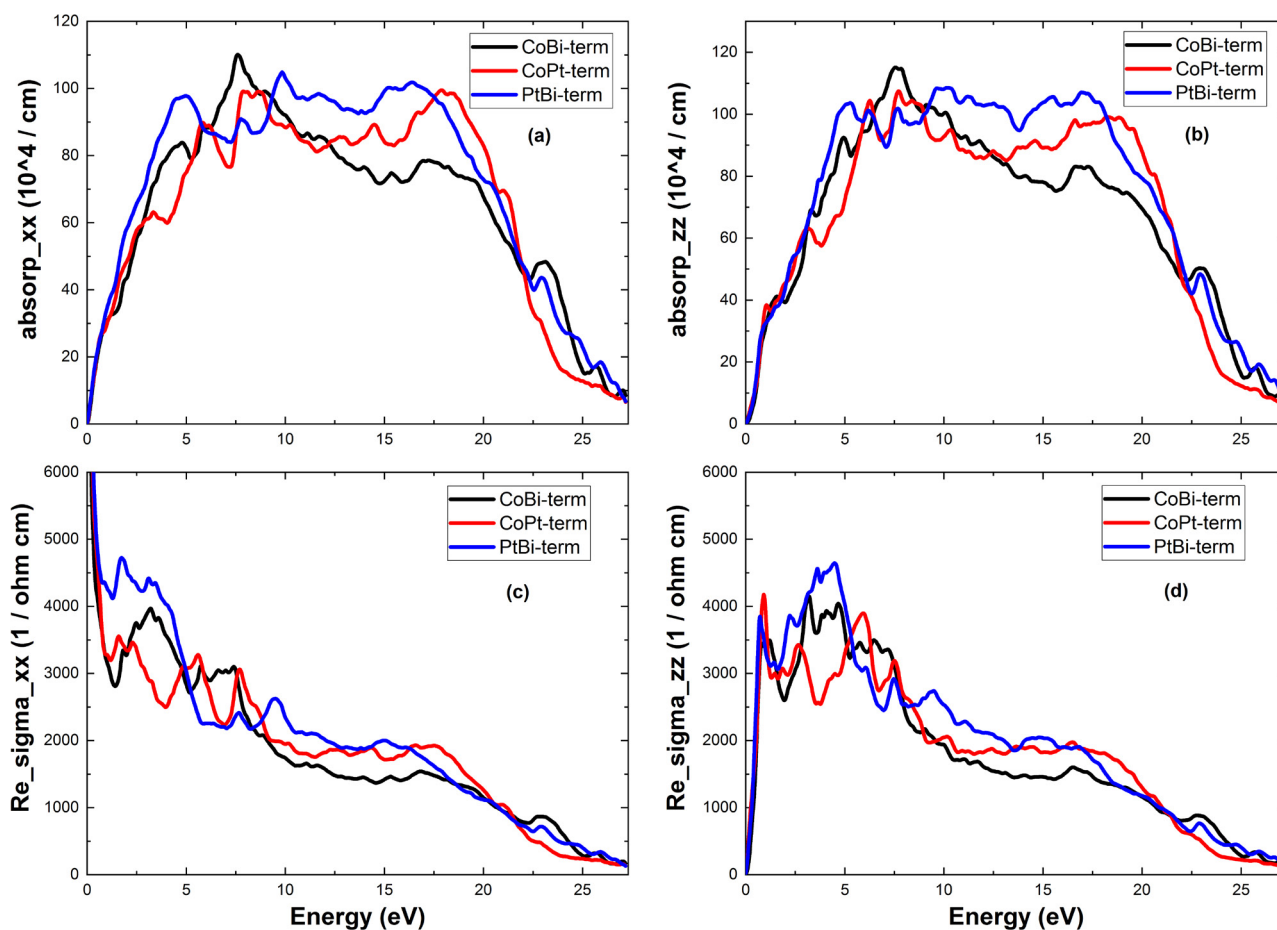 absorp_xx (10^4 / cm)
120
100
80
60
40
20
0
CoBi-term
CoPt-term
PtBi-term
(a)
0 5 10 15 20 25
absorp_zz (10^4 / cm)
130
120
100
80
60
40
20
0
CoBi-term
CoPt-term
PtBi-term
(b)
0 5 10 15 20 25
Re_sigma_xx (1 / ohm cm)
6000
5000
4000
3000
2000
1000
0
CoBi-term
CoPt-term
PtBi-term
(c)
0 5 10 15 20 25
Energy (eV)
Re_sigma_zz (1 / ohm cm)
6000
5000
4000
3000
2000
1000
0
CoBi-term
CoPt-term
PtBi-term
(d)
0 5 10 15 20 25
Energy (eV)